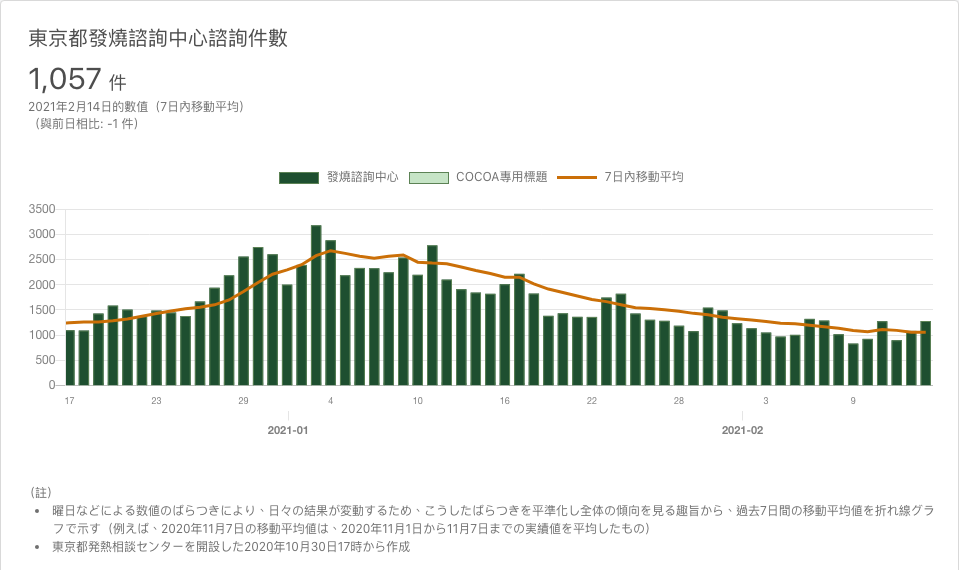 東京都發燒諮詢中心諮詢件數
1,057 件
2021年2月14日的數值（7日內移動平均）
（與前日相比: -1 件）
發燒諮詢中心 COCOA專用標題 7日內移動平均
3500
3000
2500
2000
1500
1000
500
0
17 23 29 4 10 16 22 28 3 9
2021-01 2021-02
（註）
• 曜日などによる数値のばらつきにより、日々の結果が変動するため、こうしたばらつきを平準化し全体の傾向を見る趣旨から、過去7日間の移動平均値を折れ線グラ
フで示す（例えば、2020年11月7日の移動平均値は、2020年11月1日から11月7日までの実績値を平均したもの）
• 東京都発熱相談センターを開設した2020年10月30日17時から作成